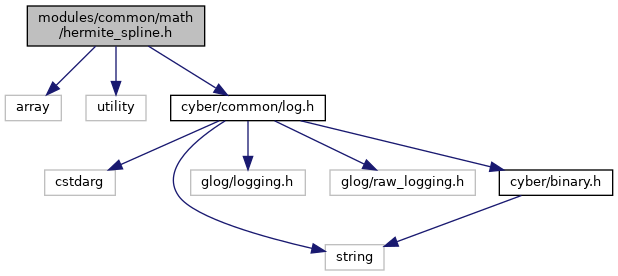 modules/common/math
/hermite_spline.h
array
utility
cyber/common/log.h
cstdarg
glog/logging.h
glog/raw_logging.h
cyber/binary.h
string